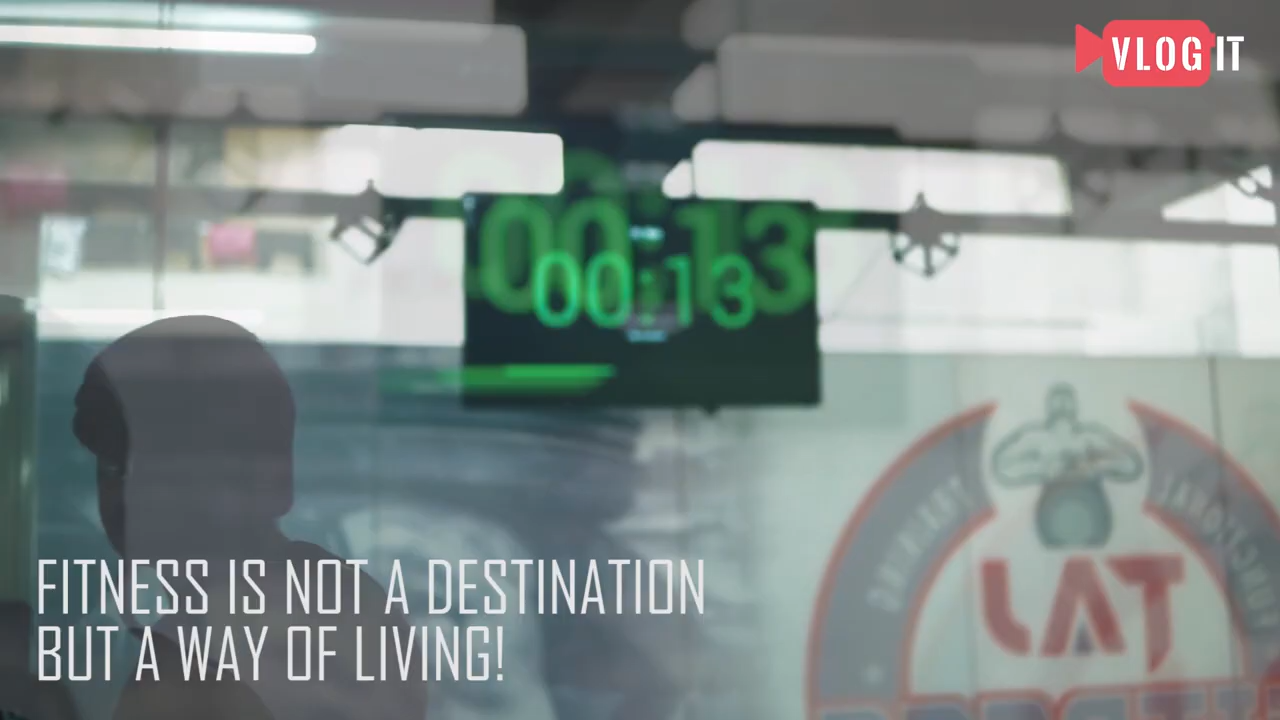 VLOG IT
00:13
00:13
LAT
FITNESS IS NOT A DESTINATION
BUT A WAY OF LIVING!